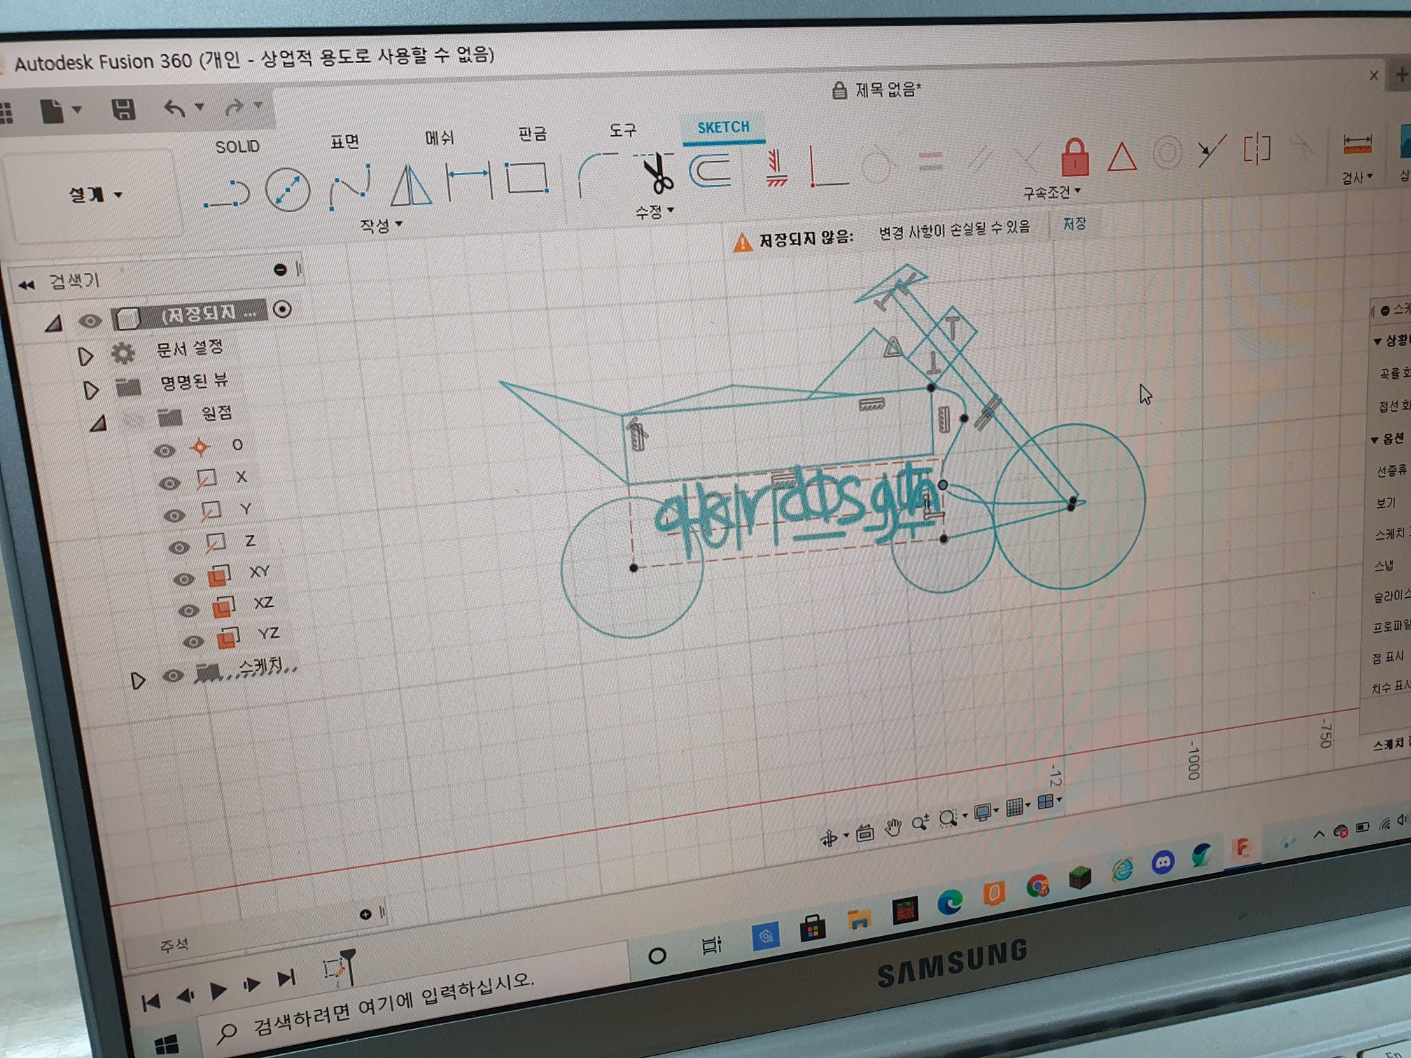 Autodesk Fusion 360 (개인 - 상업적 용도로 사용할 수 없음)
제목 없음*
SOLID 표면 메쉬 판금 도구 SKETCH
설계
작성 수정 구속조건 검사
저장되지 않음: 변경 사항이 손실될 수 있음 저장
검색기
(저장되지 ...
문서 설정
명명된 뷰
원점
O
X
Y
Z
XY
XZ
YZ
스케치
옵션
보기
스냅
점 표시
-12
-1000
-750
주석
검색하려면 여기에 입력하십시오.
SAMSUNG